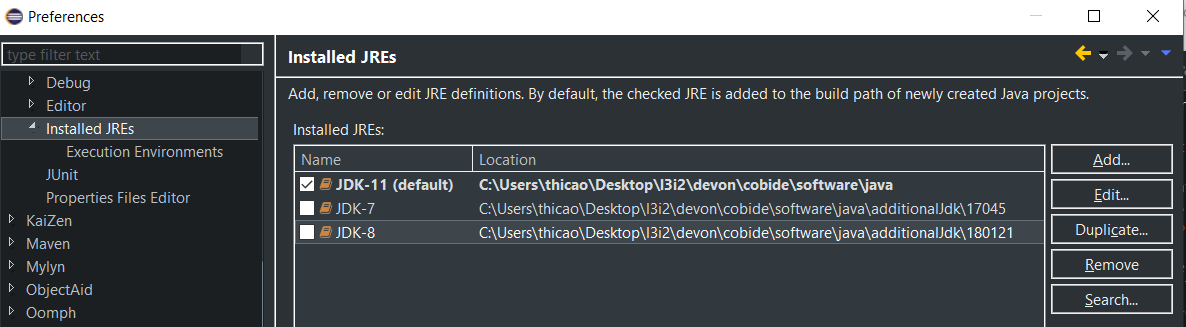 Preferences
type filter text
Debug
Editor
Installed JREs
Execution Environments
JUnit
Properties Files Editor
KaiZen
Maven
Mylyn
ObjectAid
Oomph
Installed JREs
Add, remove or edit JRE definitions. By default, the checked JRE is added to the build path of newly created Java projects.
Installed JREs:
Name Location
JDK-11 (default) C:\Users\thicao\Desktop\I3i2\devon\cobide\software\java
JDK-7 C:\Users\thicao\Desktop\I3i2\devon\cobide\software\java\additionalJdk\17045
JDK-8 C:\Users\thicao\Desktop\I3i2\devon\cobide\software\java\additionalJdk\180121
Add...
Edit...
Duplicate...
Remove
Search...